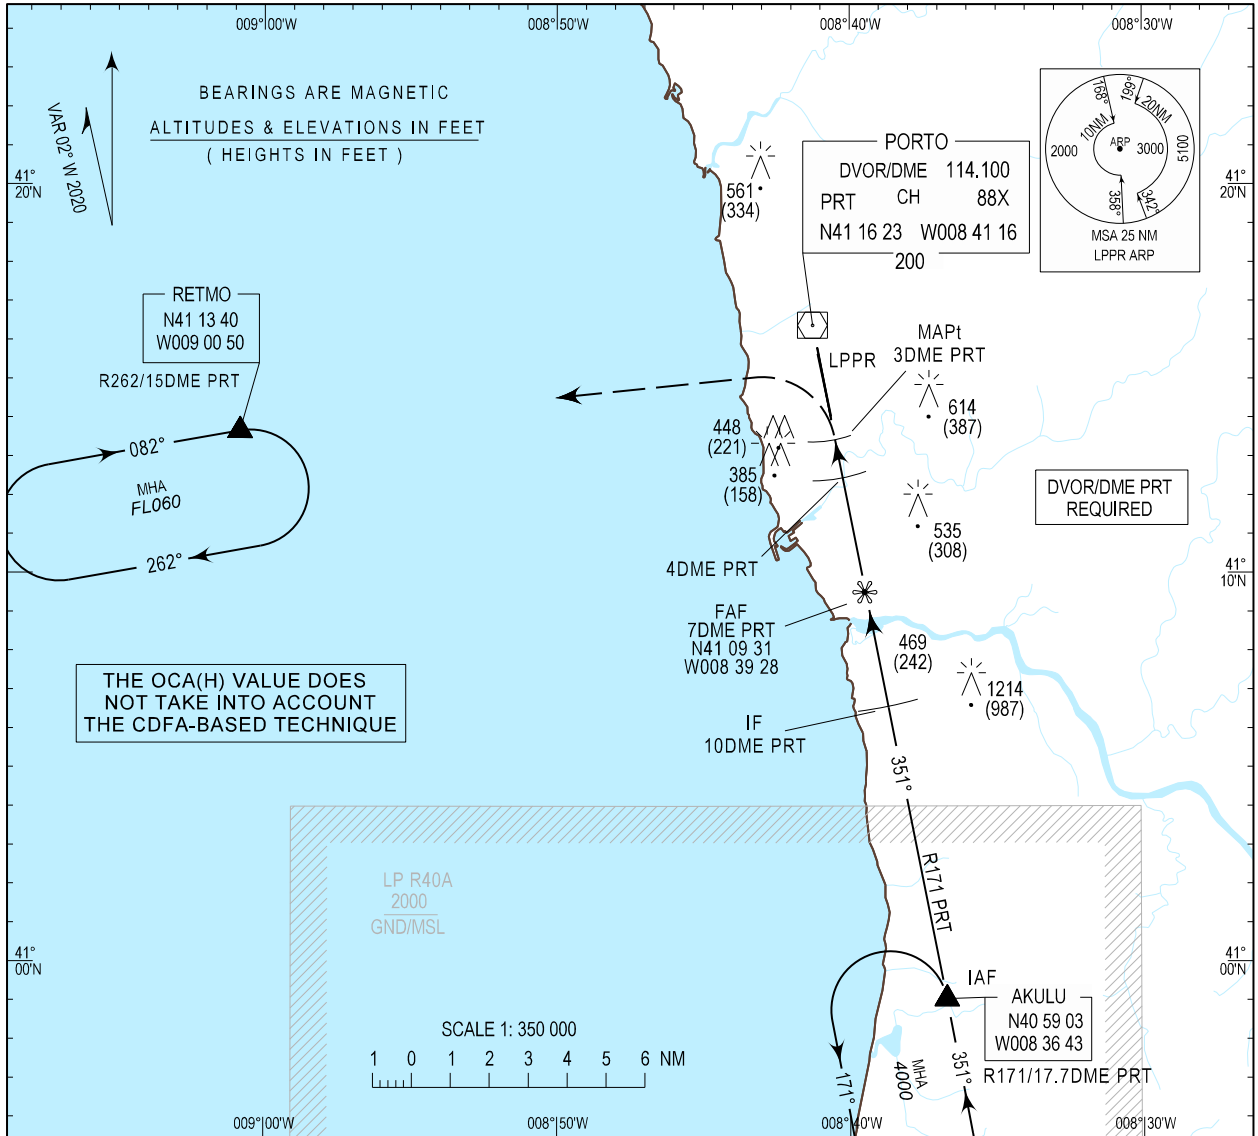 009° 00'W
008° 50'W
008° 40'W
008° 30'W
BEARINGS ARE MAGNETIC
ALTITUDES & ELEVATIONS IN FEET
( HEIGHTS IN FEET )
VAR 02° W 2020
168°
199°
20NM
10NM
ARP
2000
3000
5100
358°
342°
MSA 25 NM
LPPR ARP
PORTO
DVOR/DME 114.100
PRT CH 88X
N41 16 23 W008 41 16
200
41°
20'N
41°
20'N
561
(334)
RETMO
N41 13 40
W009 00 50
R262/15DME PRT
LPPR
MAPt
3DME PRT
614
(387)
448
(221)
385
(158)
082°
MHA
FL060
262°
DVOR/DME PRT
REQUIRED
535
(308)
4DME PRT
41°
10'N
41°
10'N
FAF
7DME PRT
N41 09 31
W008 39 28
469
(242)
1214
(987)
THE OCA(H) VALUE DOES
NOT TAKE INTO ACCOUNT
THE CDFA-BASED TECHNIQUE
IF
10DME PRT
351°
R171 PRT
LP R40A
2000
GND/MSL
41°
00'N
41°
00'N
IAF
AKULU
N40 59 03
W008 36 43
R171/17.7DME PRT
SCALE 1: 350 000
1 0 1 2 3 4 5 6 NM
171°
MHA
4000
351°
009° 00'W
008° 50'W
008° 40'W
008° 30'W